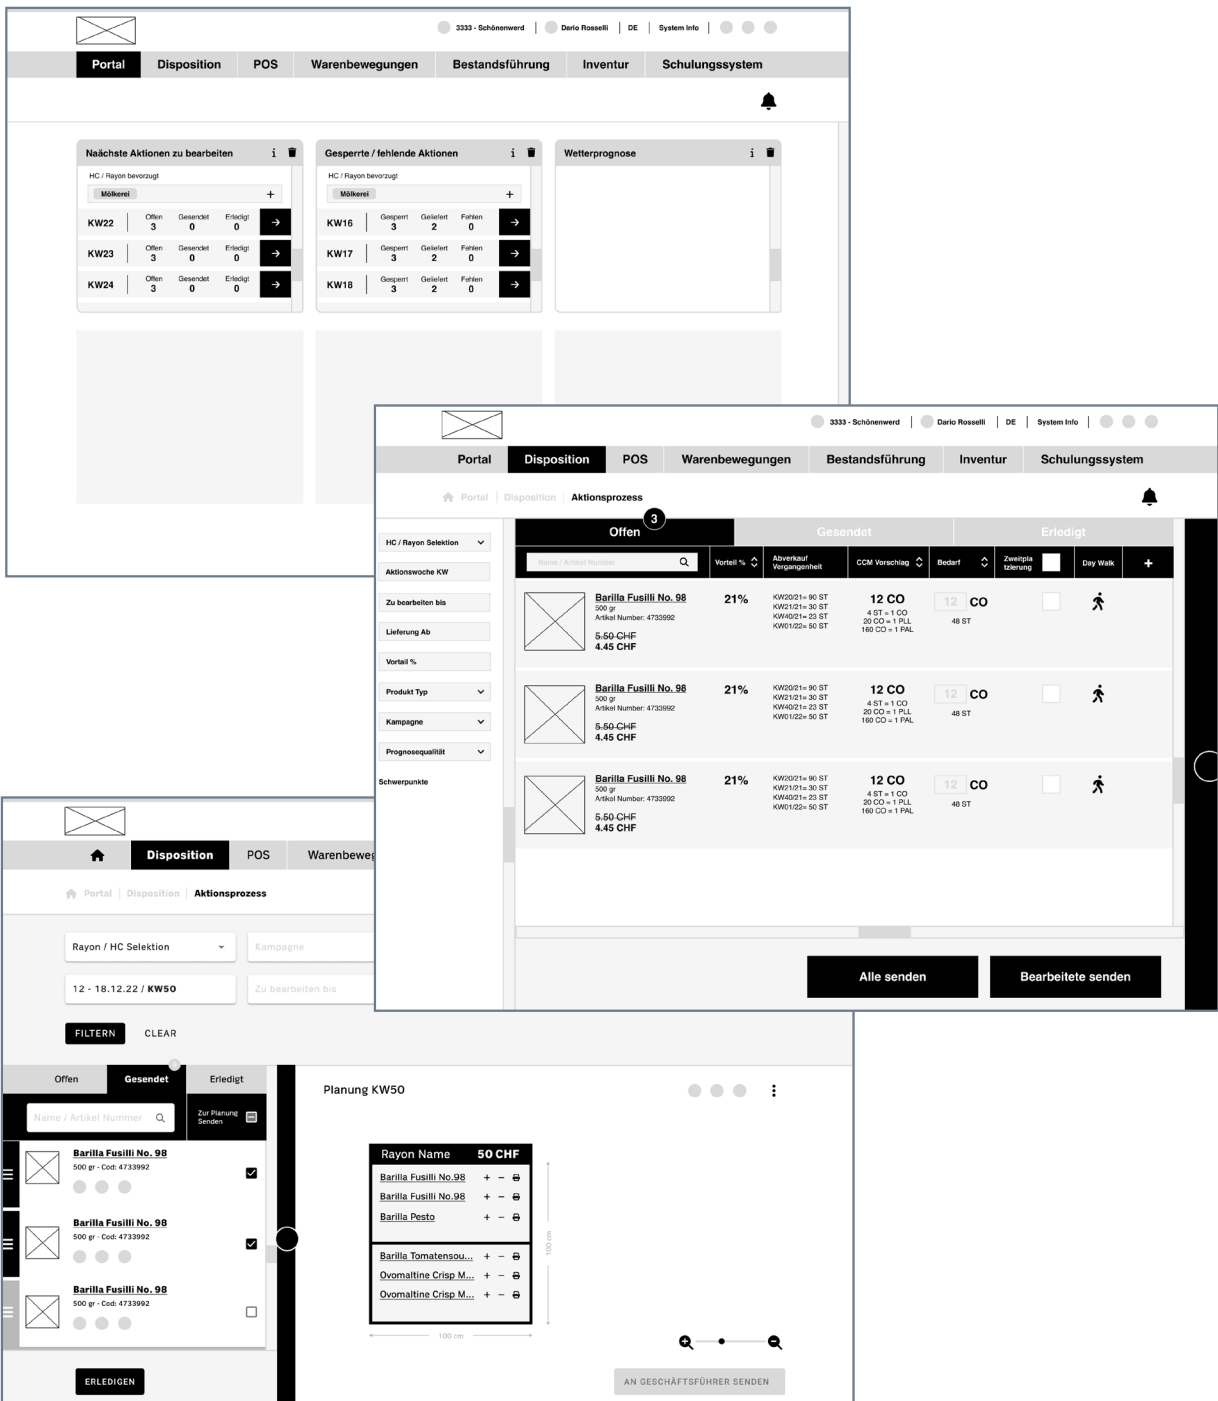 3333 - Schönenwerd | Dario Rosselli | DE | System Info |
Portal Disposition POS Warenbewegungen Bestandsführung Inventur Schulungssystem
Naächste Aktionen zu bearbeiten i
HC / Rayon bevorzugt
Mölkerei +
KW22 | Offen 3 Gesendet 0 Erledigt 0 →
KW23 | Offen 3 Gesendet 0 Erledigt 0 →
KW24 | Offen 3 Gesendet 0 Erledigt 0 →
Gesperrte / fehlende Aktionen i
HC / Rayon bevorzugt
Mölkerei +
KW16 | Gesperrt 3 Geliefert 2 Fehlen 0 →
KW17 | Gesperrt 3 Geliefert 2 Fehlen 0 →
KW18 | Gesperrt 3 Geliefert 2 Fehlen 0 →
Wetterprognose i
3333 - Schönenwerd | Dario Rosselli | DE | System Info |
Portal Disposition POS Warenbewegungen Bestandsführung Inventur Schulungssystem
Portal | Disposition | Aktionsprozess
HC / Rayon Selektion
Aktionswoche KW
Zu bearbeiten bis
Lieferung Ab
Vortail %
Produkt Typ
Kampagne
Prognosequalität
Schwerpunkte
Offen 3 Gesendet Erledigt
Name / Artikel Number
Vorteil %
Abverkauf
Vergangenheit
CCM Vorschlag
Bedarf
Zweitpla
tzierung
Day Walk
+
Barilla Fusilli No. 98
500 gr
Artikel Number: 4733992
5.50 CHF
4.45 CHF
21%
KW20/21= 90 ST
KW21/21= 30 ST
KW40/21= 23 ST
KW01/22= 50 ST
12 CO
4 ST = 1 CO
20 CO = 1 PLL
160 CO = 1 PAL
12 CO
48 ST
Barilla Fusilli No. 98
500 gr
Artikel Number: 4733992
5.50 CHF
4.45 CHF
21%
KW20/21= 90 ST
KW21/21= 30 ST
KW40/21= 23 ST
KW01/22= 50 ST
12 CO
4 ST = 1 CO
20 CO = 1 PLL
160 CO = 1 PAL
12 CO
48 ST
Barilla Fusilli No. 98
500 gr
Artikel Number: 4733992
5.50 CHF
4.45 CHF
21%
KW20/21= 90 ST
KW21/21= 30 ST
KW40/21= 23 ST
KW01/22= 50 ST
12 CO
4 ST = 1 CO
20 CO = 1 PLL
160 CO = 1 PAL
12 CO
48 ST
Alle senden Bearbeitete senden
Disposition POS Warenbeweg
Portal | Disposition | Aktionsprozess
Rayon / HC Selektion Kampagne
12 - 18.12.22 / KW50 Zu bearbeiten bis
FILTERN CLEAR
Offen Gesendet Erledigt
Name / Artikel Nummer
Zur Planung
Senden
Barilla Fusilli No. 98
500 gr - Cod: 4733992
Barilla Fusilli No. 98
500 gr - Cod: 4733992
Barilla Fusilli No. 98
500 gr - Cod: 4733992
ERLEDIGEN
Planung KW50
Rayon Name 50 CHF
Barilla Fusilli No.98 + −
Barilla Fusilli No.98 + −
Barilla Pesto + −
Barilla Tomatensou... + −
Ovomaltine Crisp M... + −
Ovomaltine Crisp M... + −
100 cm
100 cm
AN GESCHÄFTSFÜHRER SENDEN